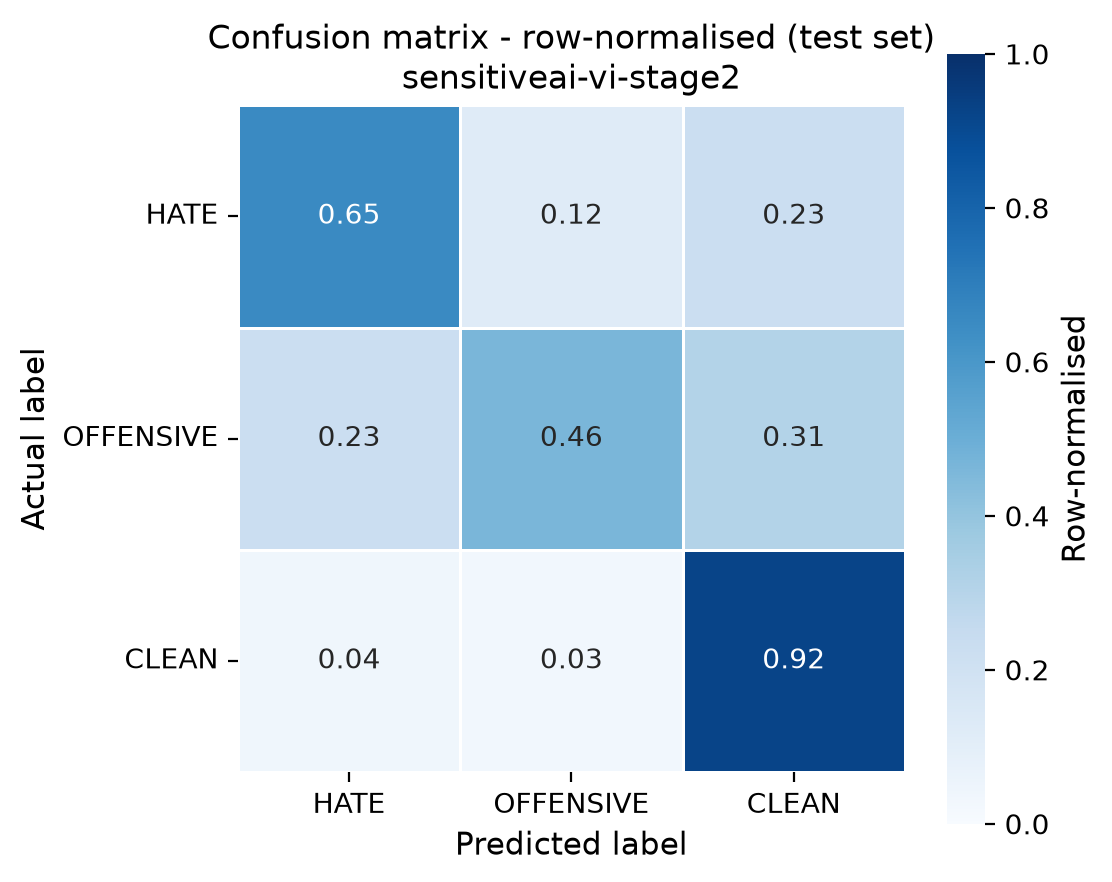 Confusion matrix - row-normalised (test set)
sensitiveai-vi-stage2
Actual label
HATE
OFFENSIVE
CLEAN
0.65 0.12 0.23
0.23 0.46 0.31
0.04 0.03 0.92
HATE OFFENSIVE CLEAN
Predicted label
1.0
0.8
0.6
0.4
0.2
0.0
Row-normalised